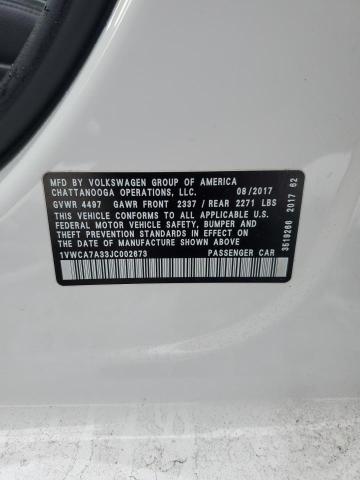 MFD BY VOLKSWAGEN GROUP OF AMERICA
CHATTANOOGA OPERATIONS, LLC. 08/2017
GVWR 4497 GAWR FRONT 2337 / REAR 2271 LBS
THIS VEHICLE CONFORMS TO ALL APPLICABLE U.S.
FEDERAL MOTOR VEHICLE SAFETY, BUMPER AND
THEFT PREVENTION STANDARDS IN EFFECT ON THE
DATE OF MANUFACTURE SHOWN ABOVE
1VWCA7A33JC002673 PASSENGER CAR
3519266 2017 62